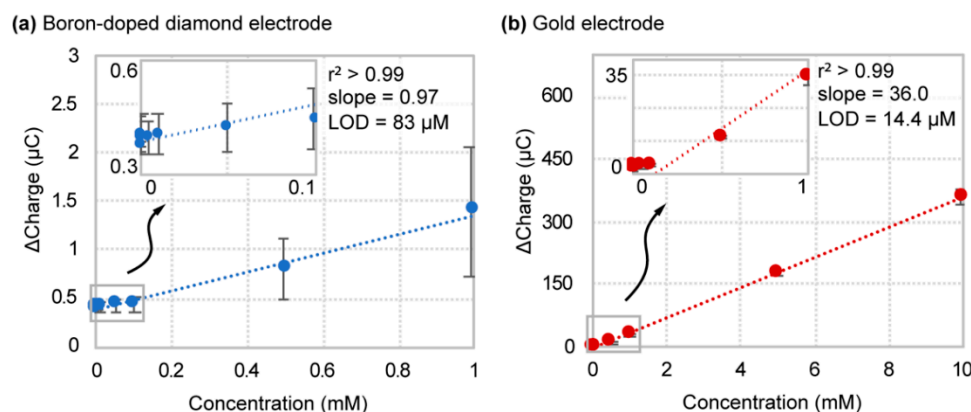 (a) Boron-doped diamond electrode
3
2.5
2
1.5
1
0.5
0
ΔCharge (µC)
0.6
0.3
0
0.1
r² > 0.99
slope = 0.97
LOD = 83 µM
0
0.2
0.4
0.6
0.8
1
Concentration (mM)
(b) Gold electrode
600
450
300
150
0
ΔCharge (µC)
35
0
0
1
r² > 0.99
slope = 36.0
LOD = 14.4 µM
0
2
4
6
8
10
Concentration (mM)